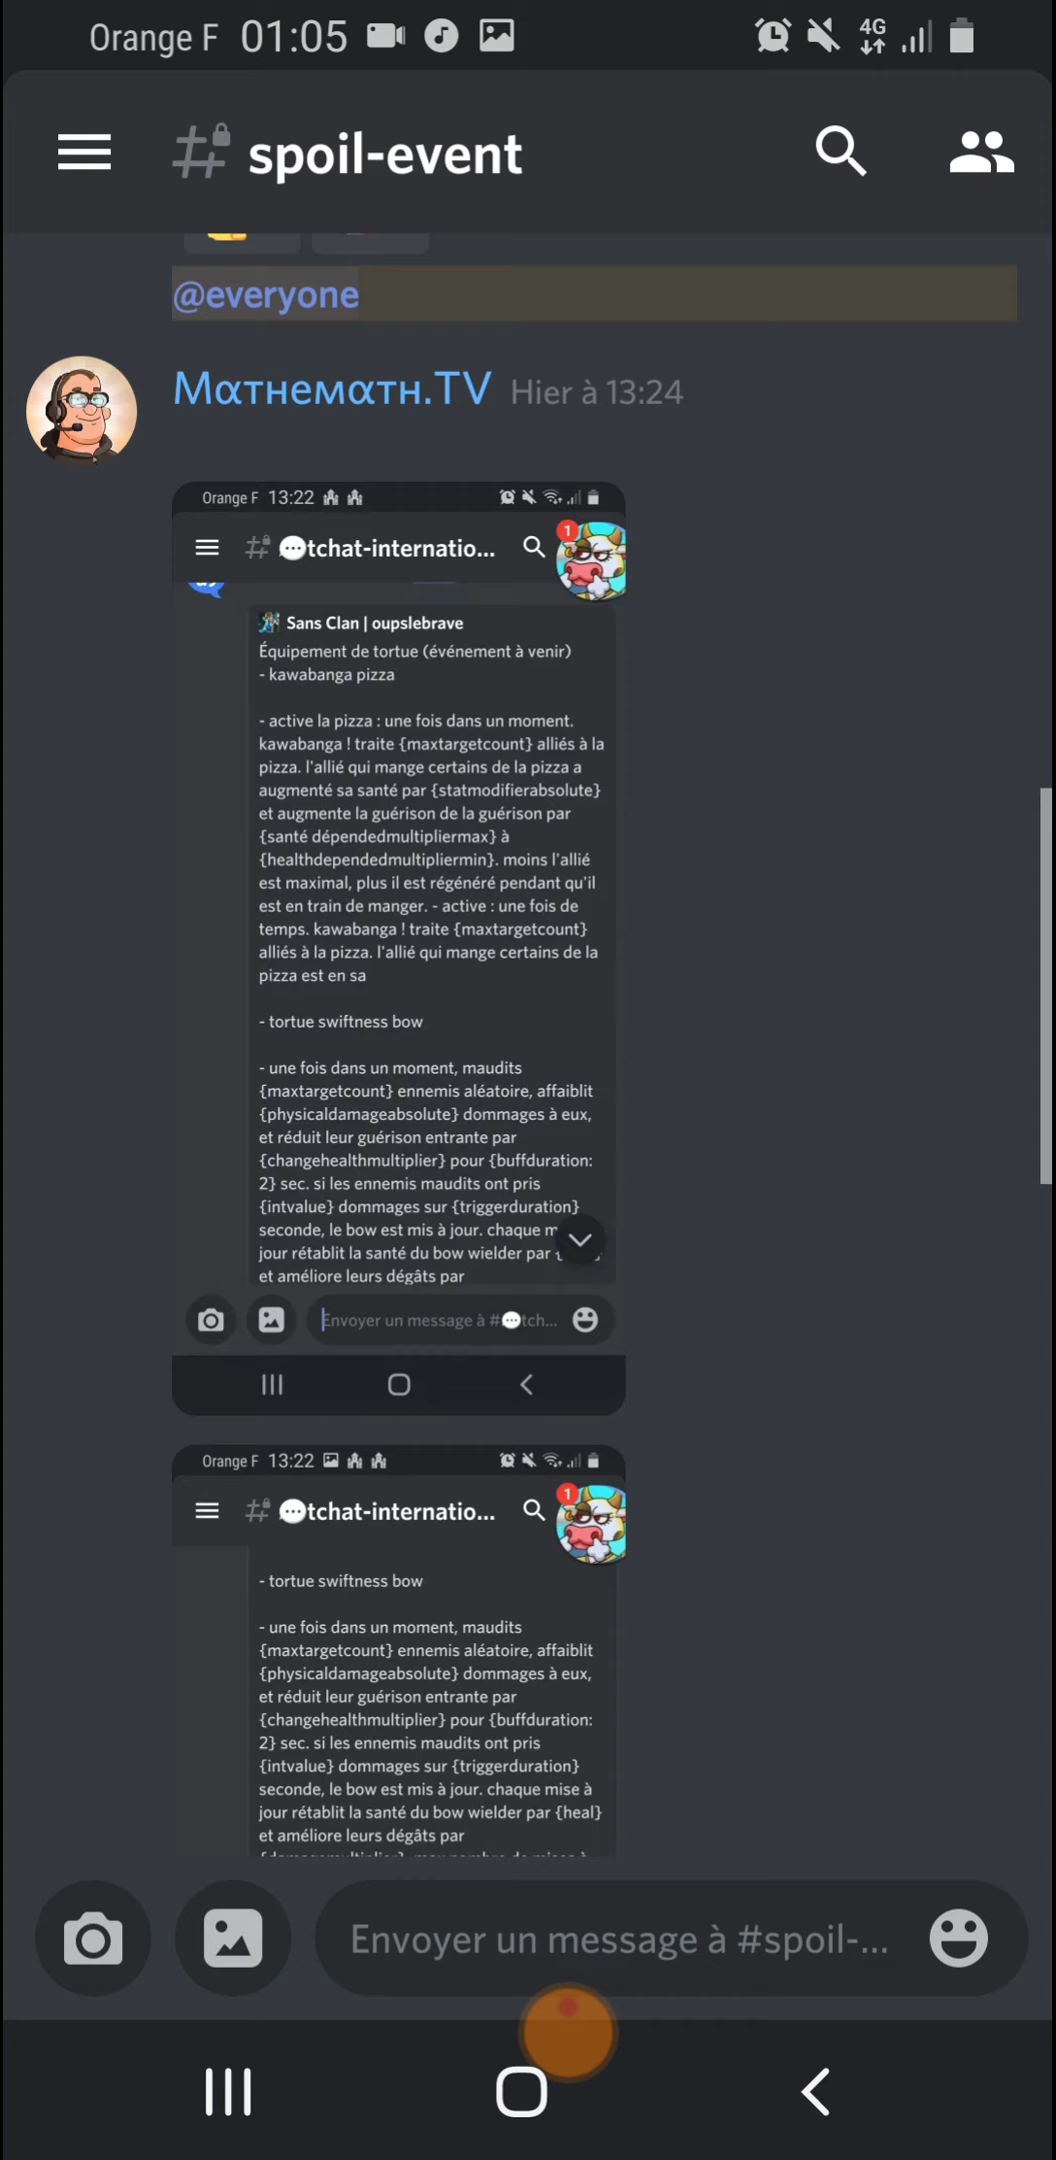 Orange F 01:05 4G
spoil-event
@everyone
Mαтнемαтн.TV Hier à 13:24
Orange F 13:22
tchat-internatio...
1
Sans Clan | oupslebrave
Équipement de tortue (événement à venir)
- kawabanga pizza
- active la pizza : une fois dans un moment.
kawabanga ! traite {maxtargetcount} alliés à la
pizza. l'allié qui mange certains de la pizza a
augmenté sa santé par {statmodifierabsolute}
et augmente la guérison de la guérison par
{santé dépendedmultipliermax} à
{healthdependedmultipliermin}. moins l'allié
est maximal, plus il est régénéré pendant qu'il
est en train de manger. - active : une fois de
temps. kawabanga ! traite {maxtargetcount}
alliés à la pizza. l'allié qui mange certains de la
pizza est en sa
- tortue swiftness bow
- une fois dans un moment, maudits
{maxtargetcount} ennemis aléatoire, affaiblit
{physicaldamageabsolute} dommages à eux,
et réduit leur guérison entrante par
{changehealthmultiplier} pour {buffduration:
2} sec. si les ennemis maudits ont pris
{intvalue} dommages sur {triggerduration}
seconde, le bow est mis à jour. chaque m
jour rétablit la santé du bow wielder par {
et améliore leurs dégâts par
Envoyer un message à # tch...
Orange F 13:22
tchat-internatio...
1
- tortue swiftness bow
- une fois dans un moment, maudits
{maxtargetcount} ennemis aléatoire, affaiblit
{physicaldamageabsolute} dommages à eux,
et réduit leur guérison entrante par
{changehealthmultiplier} pour {buffduration:
2} sec. si les ennemis maudits ont pris
{intvalue} dommages sur {triggerduration}
seconde, le bow est mis à jour. chaque mise à
jour rétablit la santé du bow wielder par {heal}
et améliore leurs dégâts par
Envoyer un message à #spoil-...